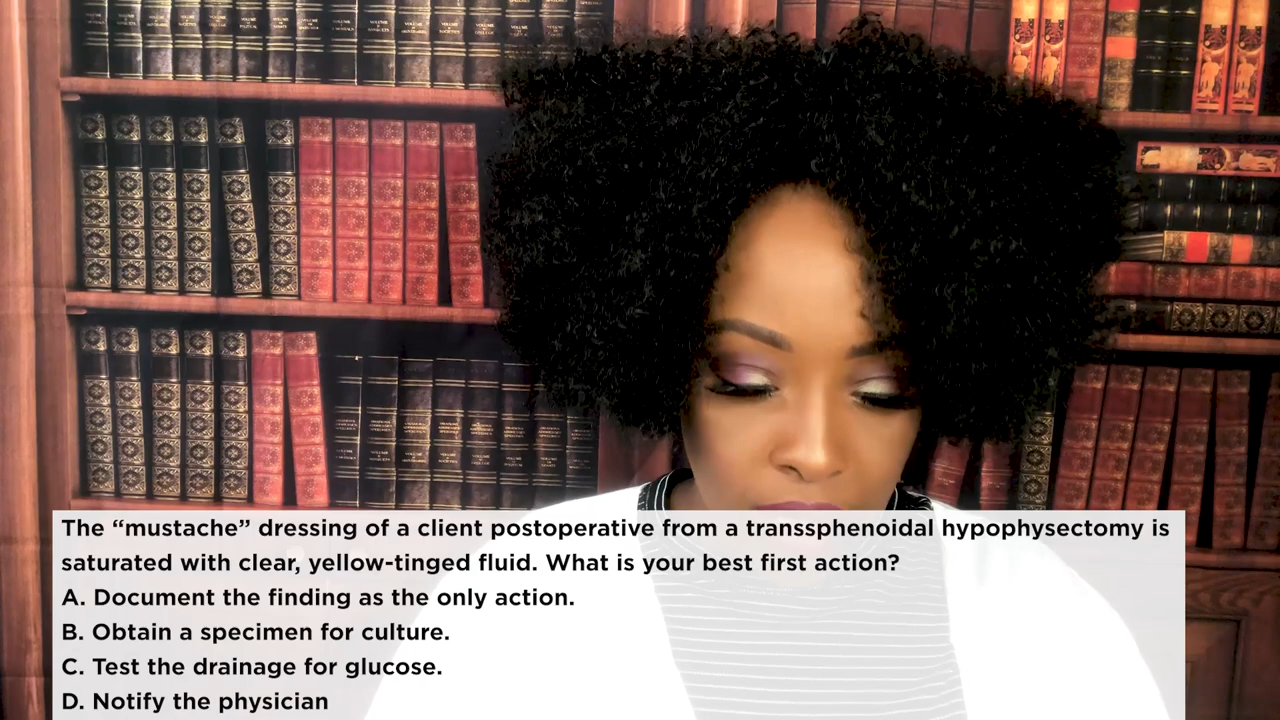 The “mustache” dressing of a client postoperative from a transsphenoidal hypophysectomy is
saturated with clear, yellow-tinged fluid. What is your best first action?
A. Document the finding as the only action.
B. Obtain a specimen for culture.
C. Test the drainage for glucose.
D. Notify the physician